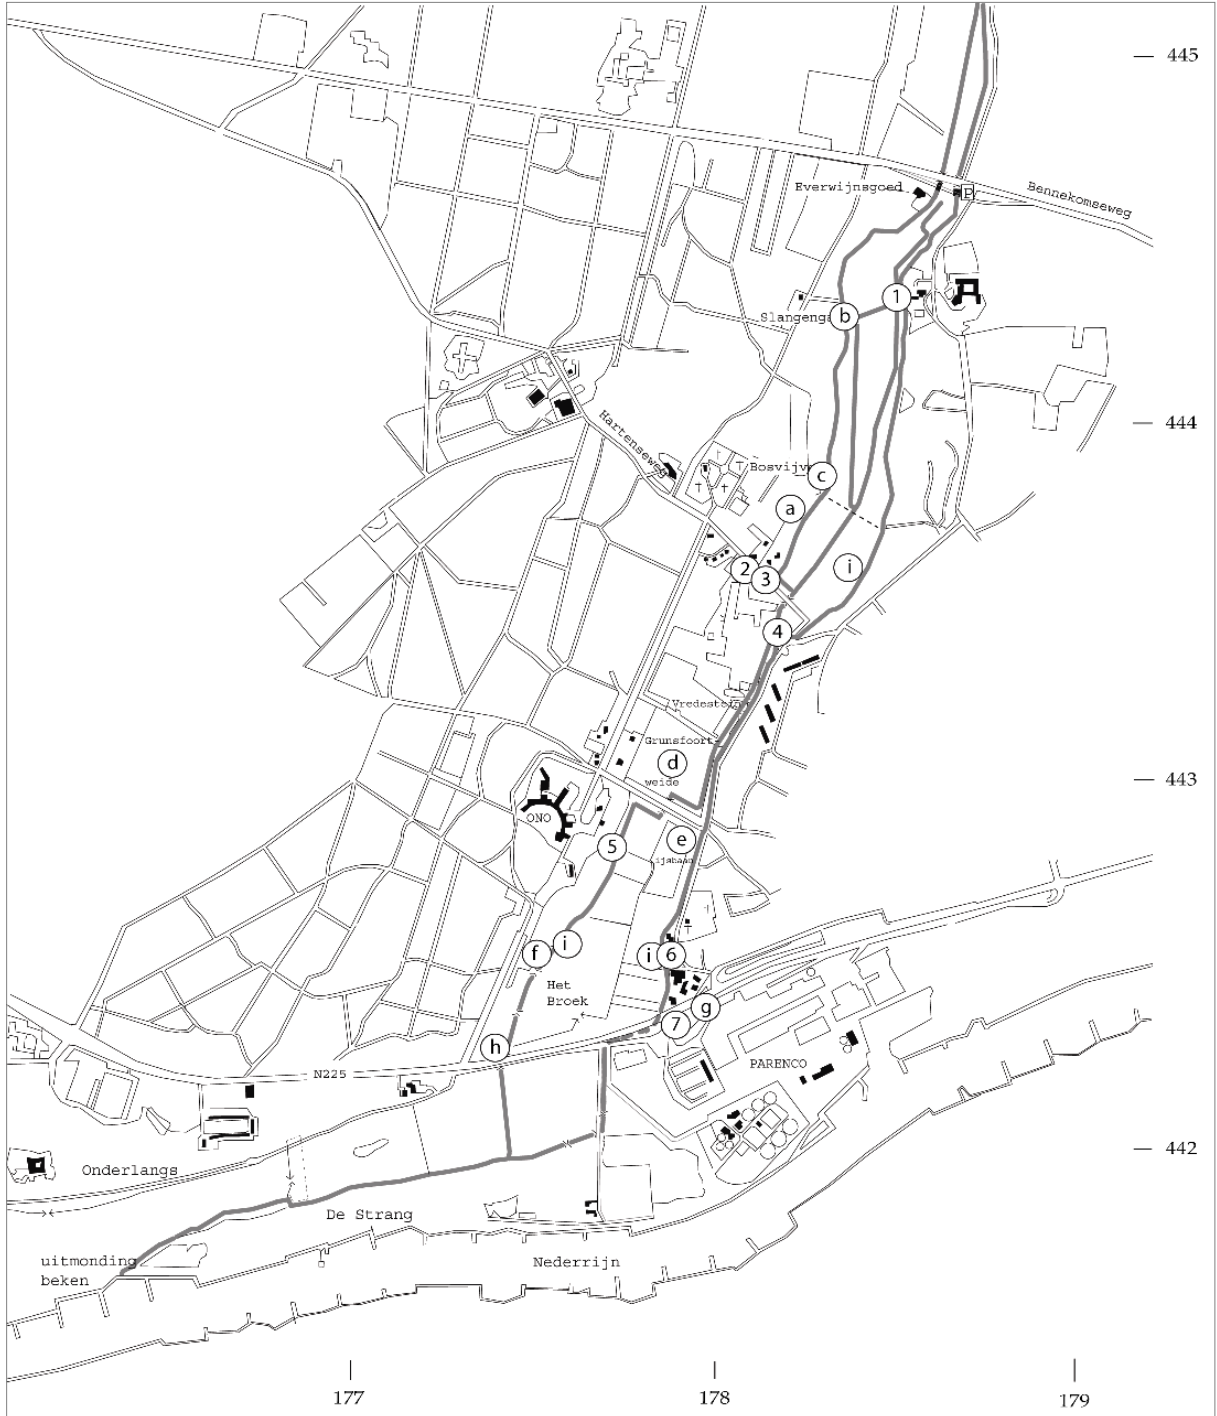 445
Everwijnsgoed
P
Bennekomseweg
1
b
Slangenga
444
Hartenseweg
Bosvijv
c
a
2
3
i
4
Vredestein
Grunsfoort
d
weide
443
ONO
5
e
ijsbaan
f
i
i
6
Het
Broek
g
7
h
N225
PARENCO
442
Onderlangs
De Strang
uitmonding
beken
Nederrijn
177
178
179